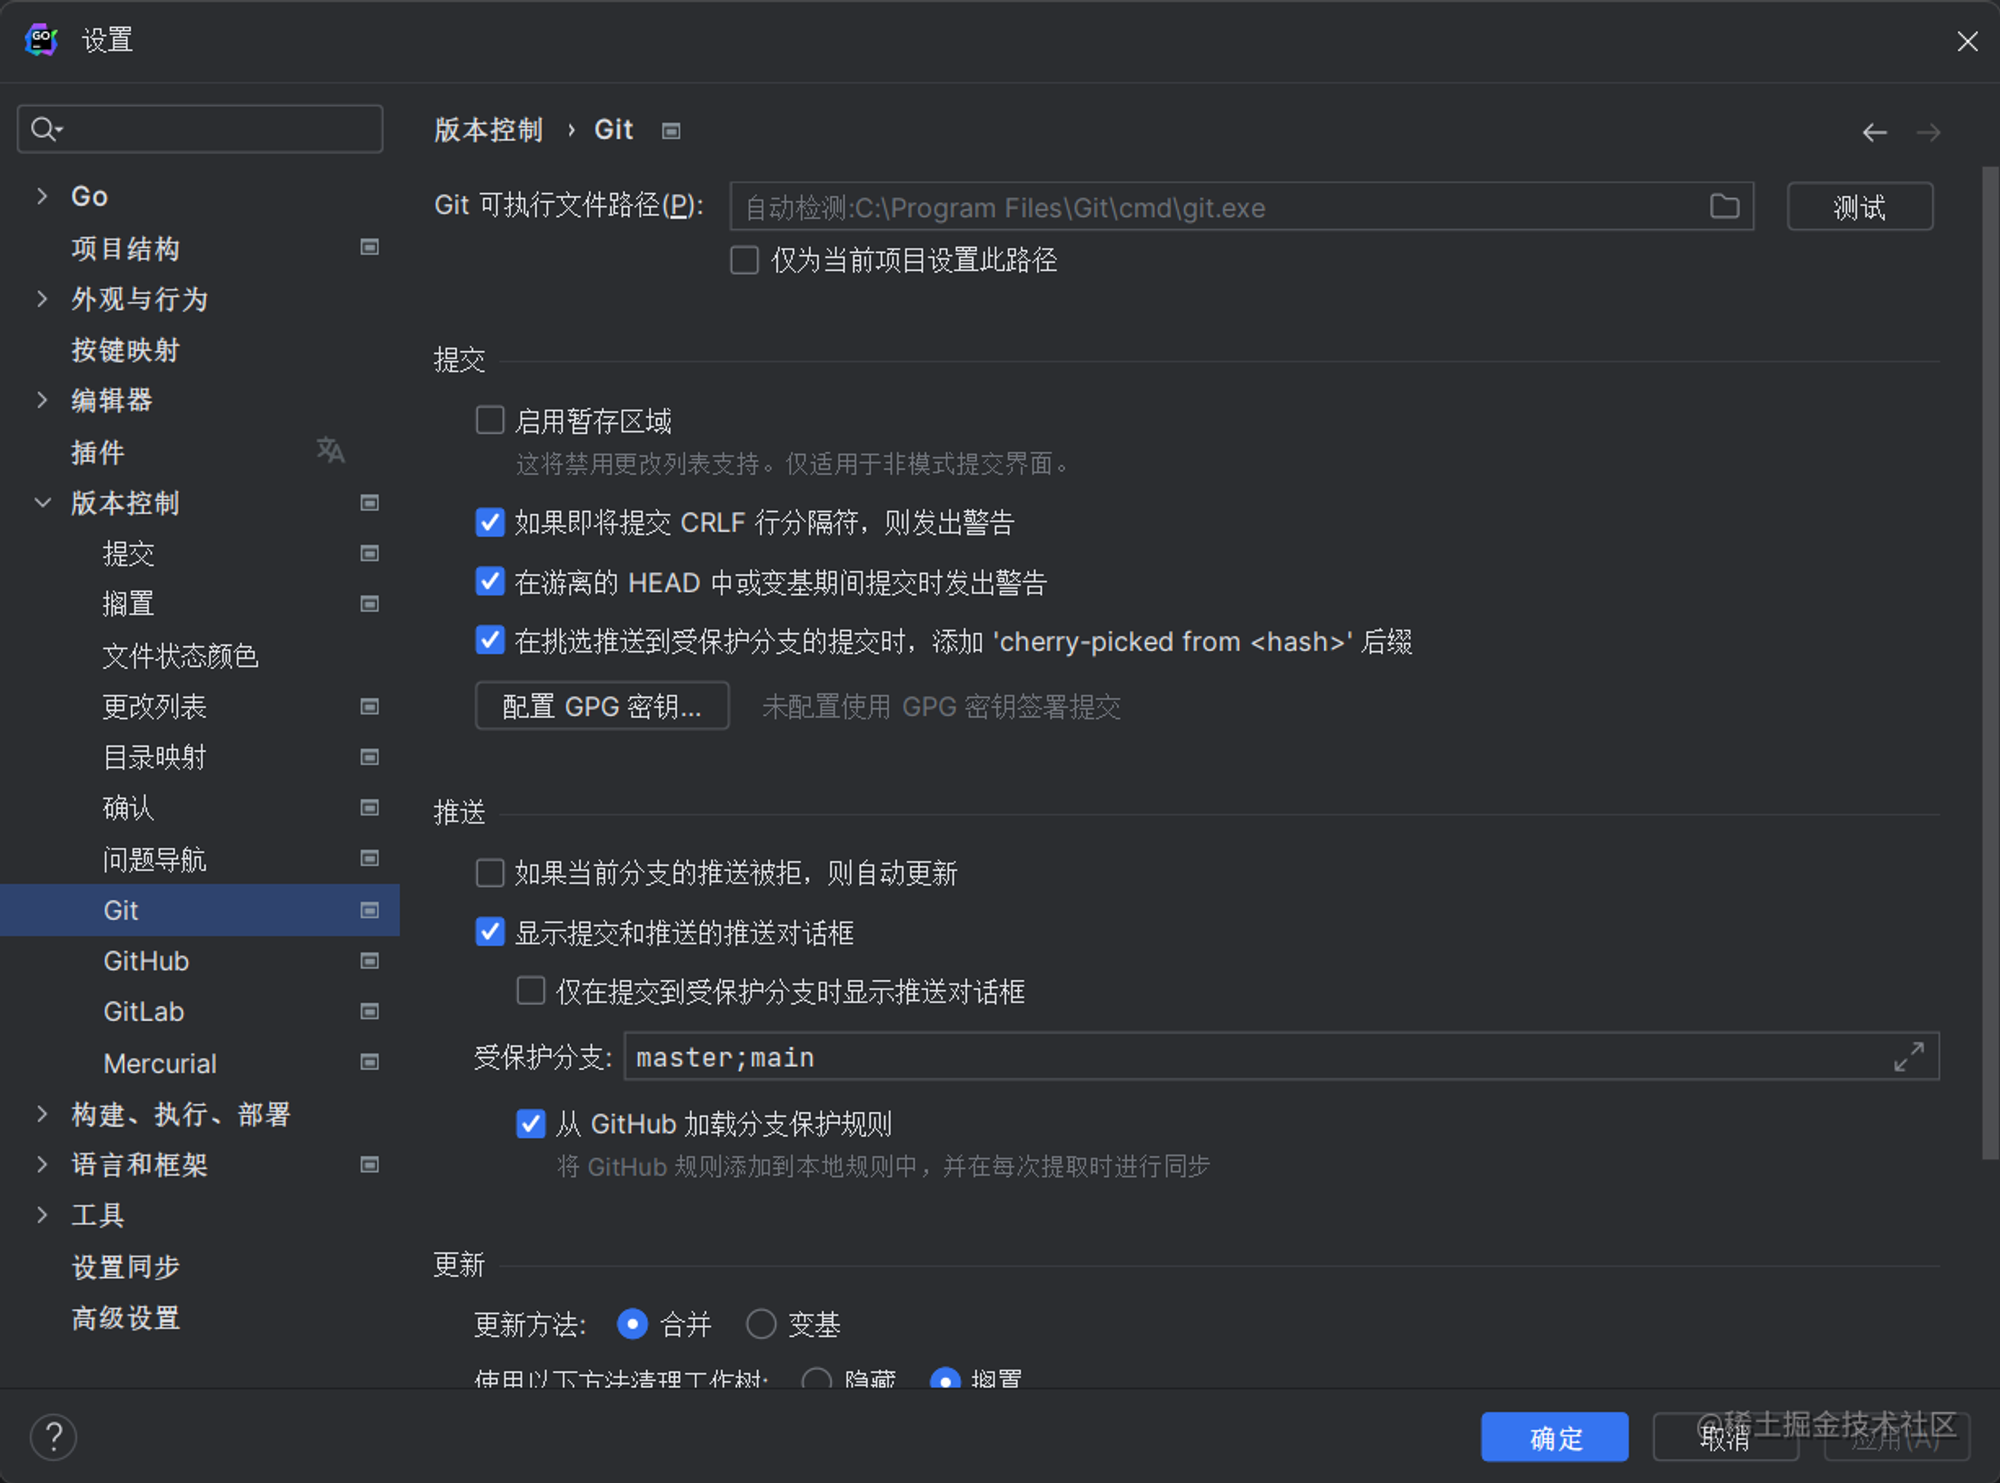 设置
版本控制 › Git
Go
项目结构
外观与行为
按键映射
编辑器
插件
版本控制
提交
搁置
文件状态颜色
更改列表
目录映射
确认
问题导航
Git
GitHub
GitLab
Mercurial
构建、执行、部署
语言和框架
工具
设置同步
高级设置
Git 可执行文件路径(P): 自动检测:C:\Program Files\Git\cmd\git.exe 测试
仅为当前项目设置此路径
提交
启用暂存区域
这将禁用更改列表支持。仅适用于非模式提交界面。
如果即将提交 CRLF 行分隔符，则发出警告
在游离的 HEAD 中或变基期间提交时发出警告
在挑选推送到受保护分支的提交时，添加 'cherry-picked from <hash>' 后缀
配置 GPG 密钥... 未配置使用 GPG 密钥签署提交
推送
如果当前分支的推送被拒，则自动更新
显示提交和推送的推送对话框
仅在提交到受保护分支时显示推送对话框
受保护分支: master;main
从 GitHub 加载分支保护规则
将 GitHub 规则添加到本地规则中，并在每次提取时进行同步
更新
更新方法: 合并 变基
使用以下方法清理工作树: 隐藏 搁置
? 确定 取消 应用(A)
@稀土掘金技术社区